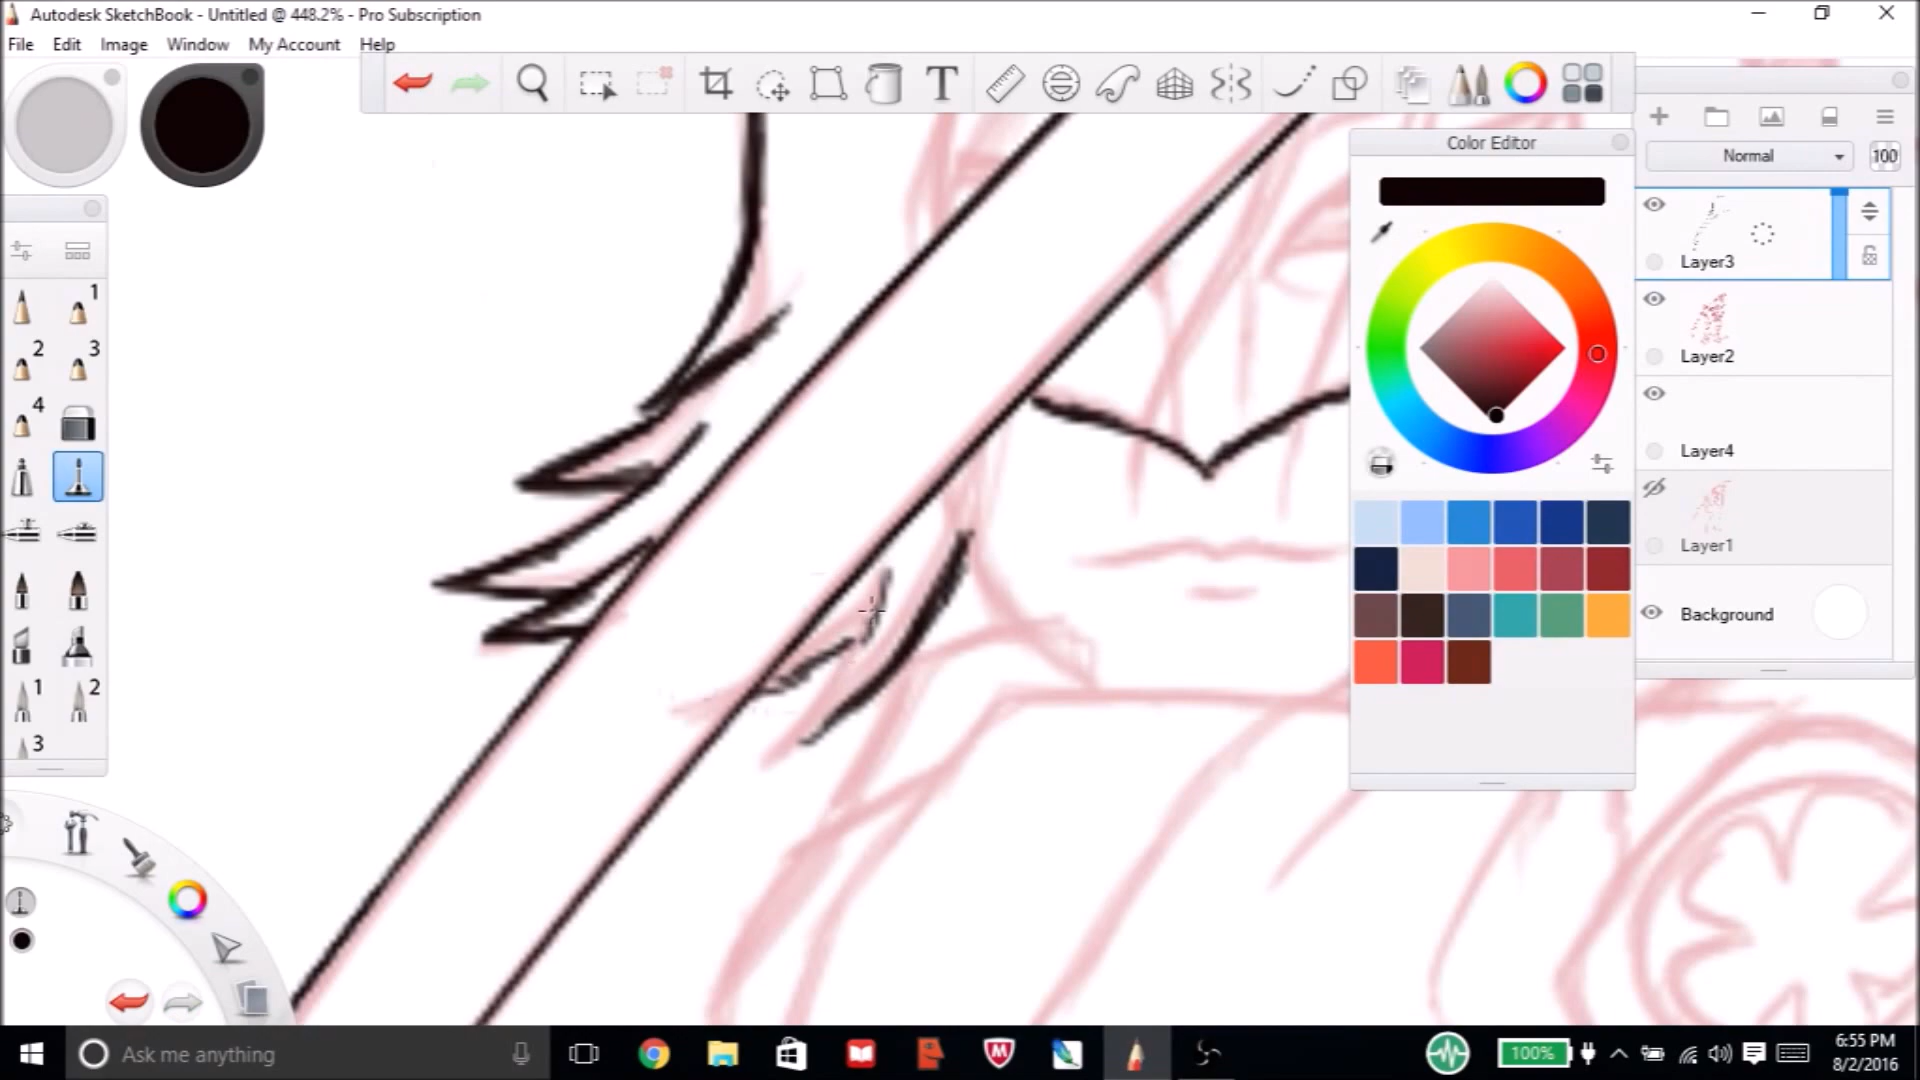 Autodesk SketchBook - Untitled @ 448.2% - Pro Subscription
File Edit Image Window My Account Help
T
Color Editor
Normal 100
Layer3
Layer2
Layer4
Layer1
Background
1
2 3
4
1 2
3
Ask me anything
100%
6:55 PM
8/2/2016